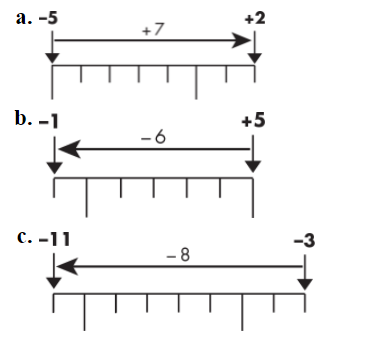 a. –5 +2
+7
b. –1 +5
– 6
c. –11 –3
– 8